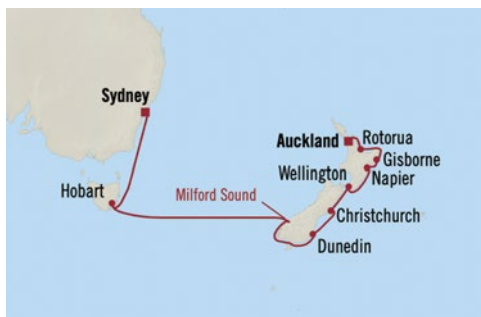 Sydney
Auckland
Rotorua
Gisborne
Wellington
Napier
Hobart
Milford Sound
Christchurch
Dunedin